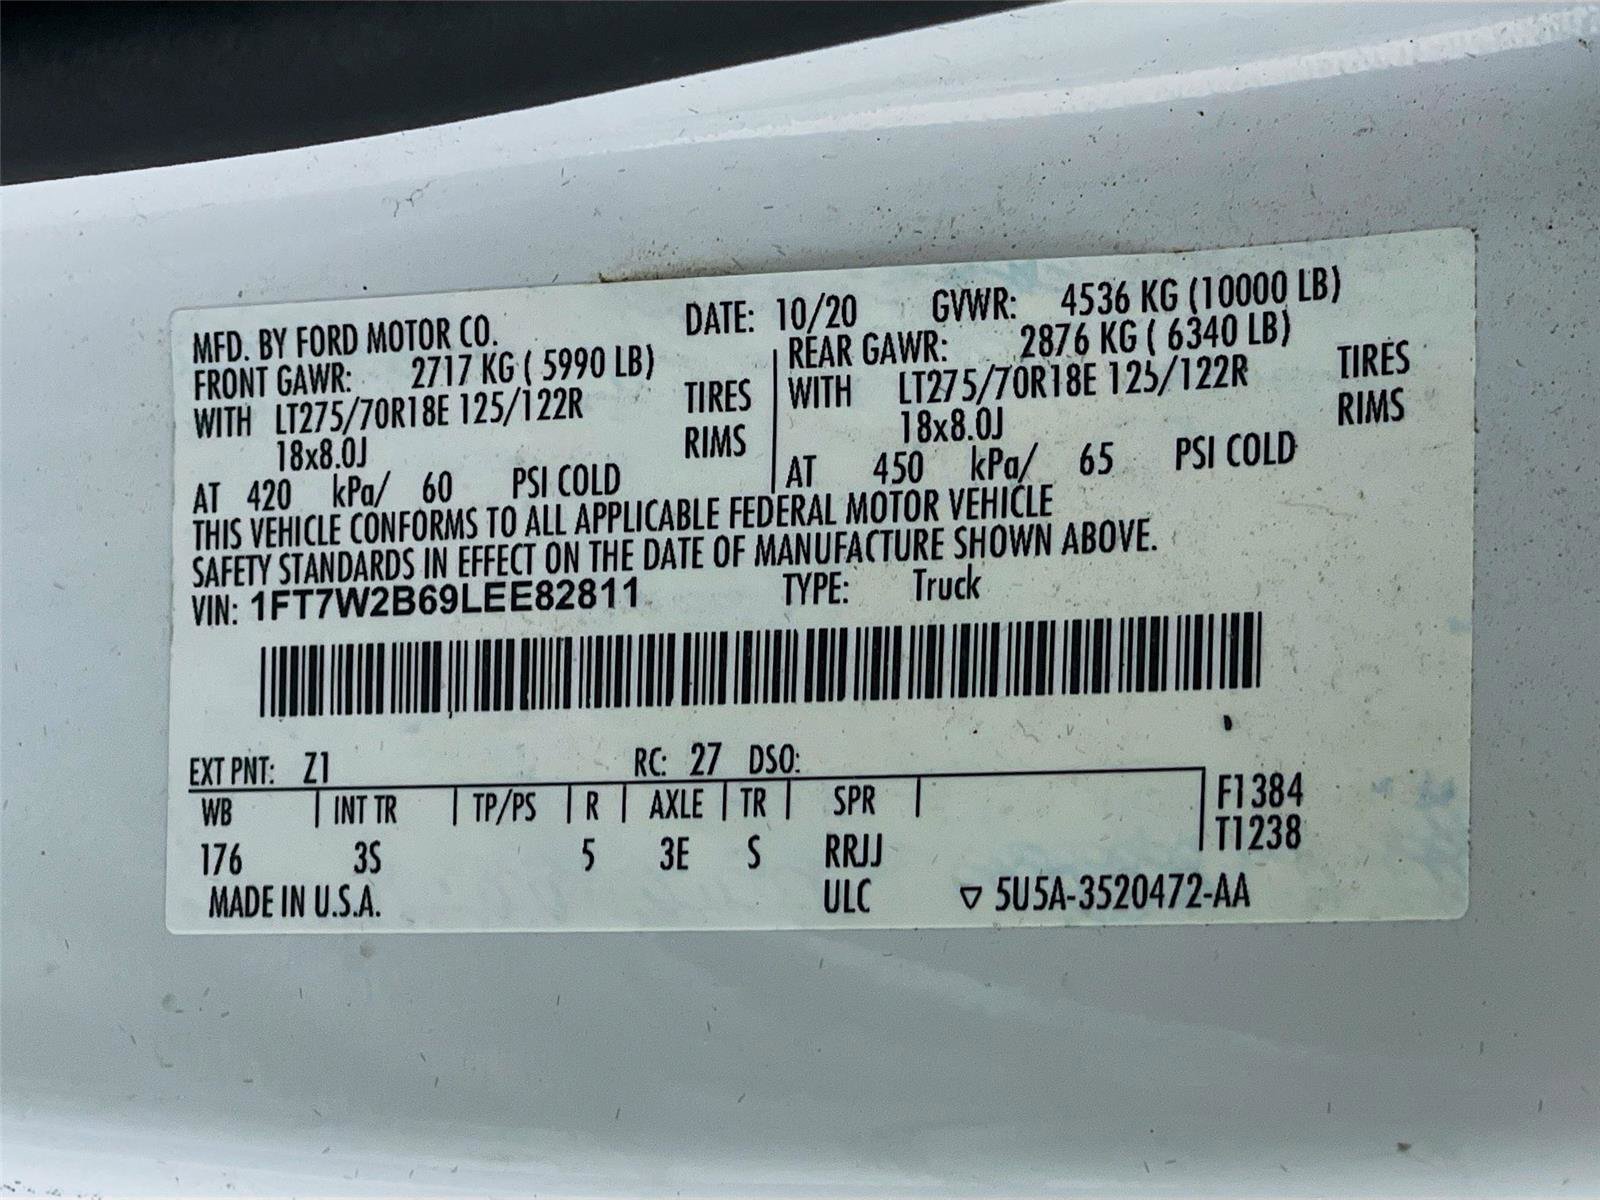 MFD. BY FORD MOTOR CO. DATE: 10/20 GVWR: 4536 KG (10000 LB)
FRONT GAWR: 2717 KG ( 5990 LB) REAR GAWR: 2876 KG ( 6340 LB)
WITH LT275/70R18E 125/122R TIRES WITH LT275/70R18E 125/122R TIRES
18x8.0J RIMS 18x8.0J RIMS
AT 420 kPa/ 60 PSI COLD AT 450 kPa/ 65 PSI COLD
THIS VEHICLE CONFORMS TO ALL APPLICABLE FEDERAL MOTOR VEHICLE
SAFETY STANDARDS IN EFFECT ON THE DATE OF MANUFACTURE SHOWN ABOVE.
VIN: 1FT7W2B69LEE82811 TYPE: Truck
EXT PNT: Z1 RC: 27 DSO:
WB INT TR TP/PS R AXLE TR SPR F1384
T1238
176 3S 5 3E S RRJJ
MADE IN U.S.A. ULC ▽ 5U5A-3520472-AA